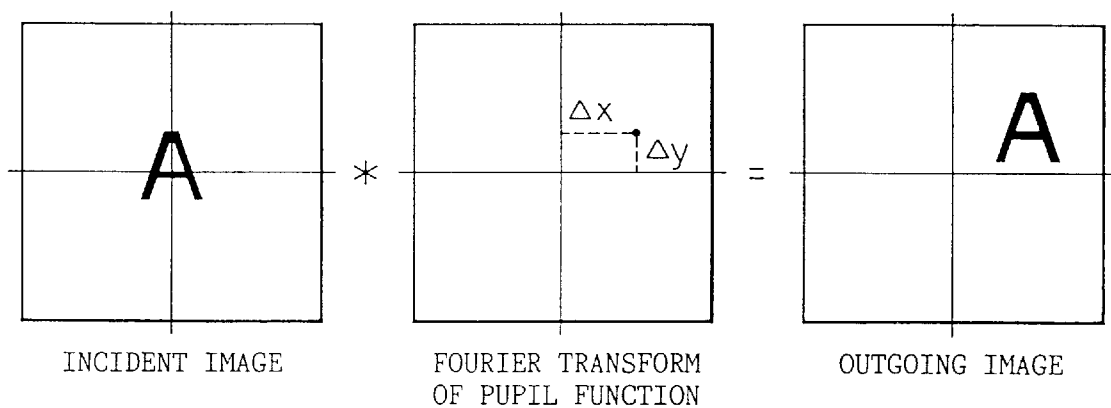 A
*
Δx
Δy
=
A
INCIDENT IMAGE
FOURIER TRANSFORM
OF PUPIL FUNCTION
OUTGOING IMAGE